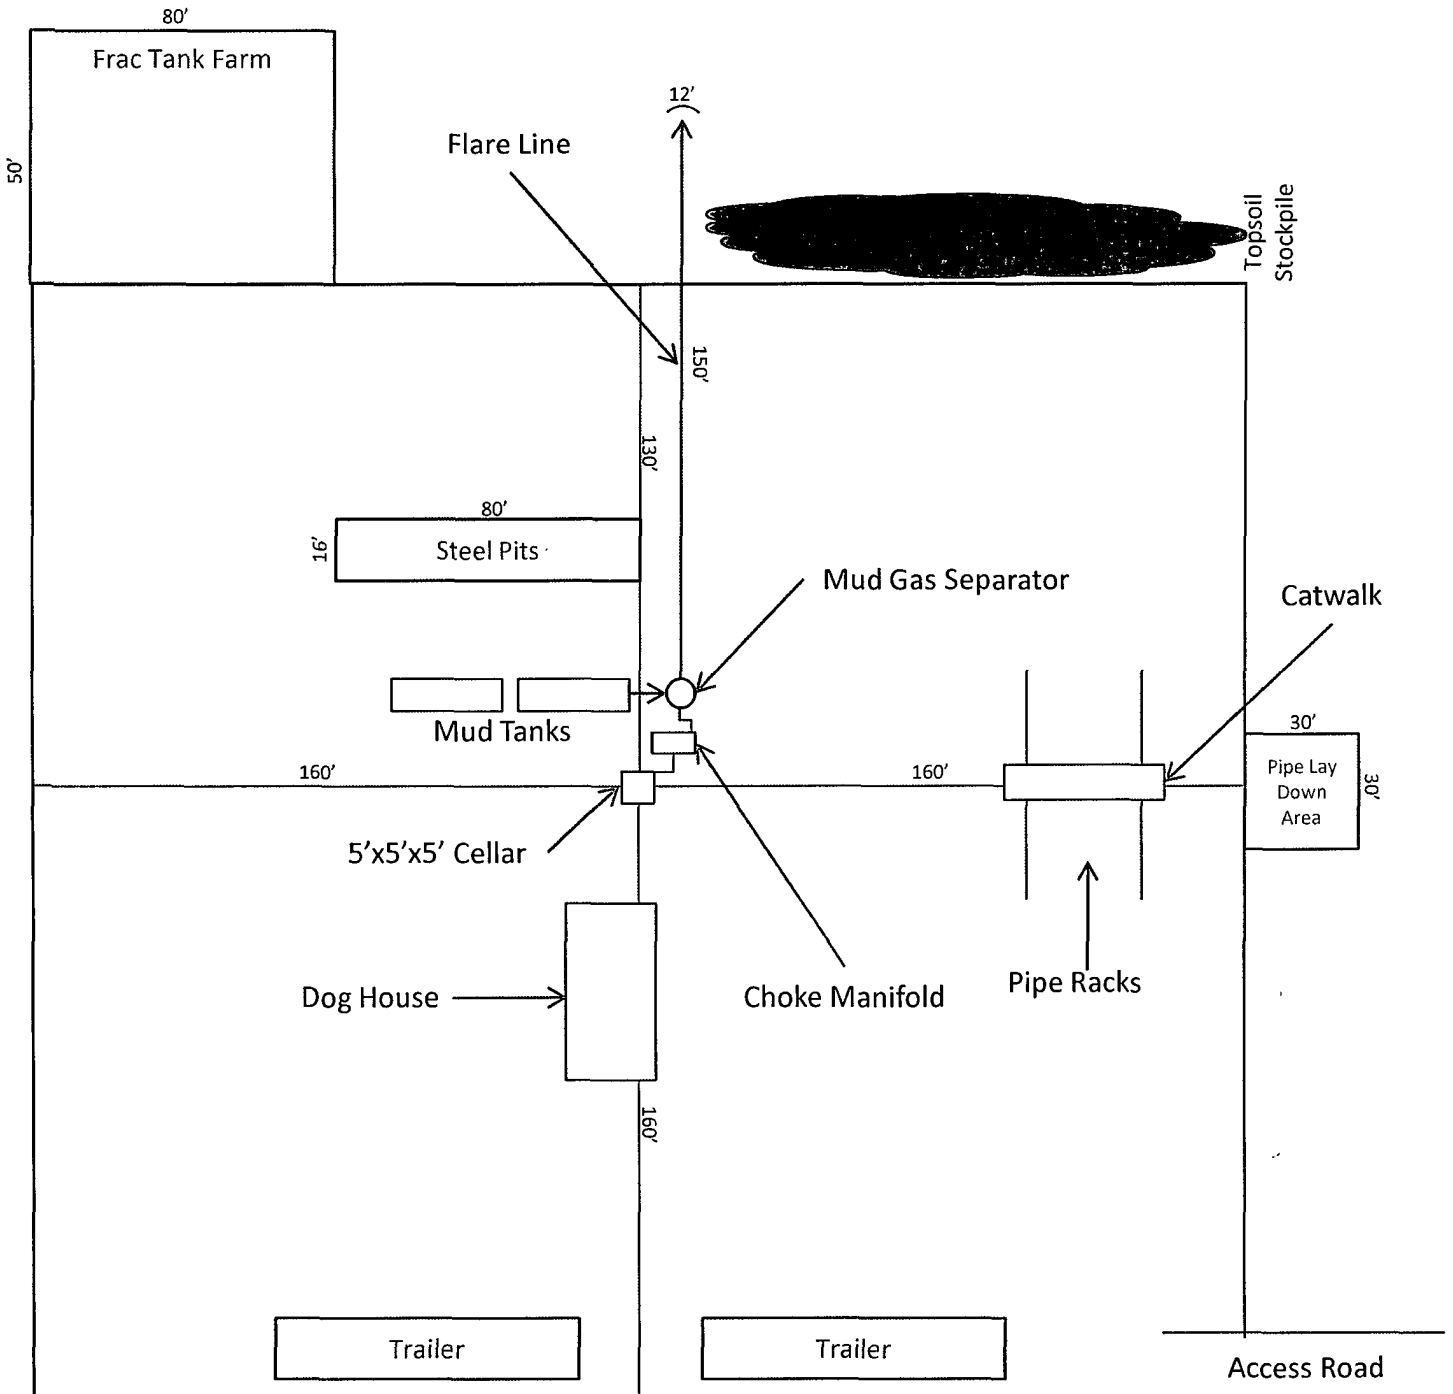 80'
Frac Tank Farm
50'
12'
Flare Line
Topsoil
Stockpile
150'
130'
80'
16'
Steel Pits
Mud Gas Separator
Catwalk
Mud Tanks
30'
160'
160'
Pipe Lay
Down
Area
30'
5'x5'x5' Cellar
Dog House
Choke Manifold
Pipe Racks
160'
Trailer
Trailer
Access Road